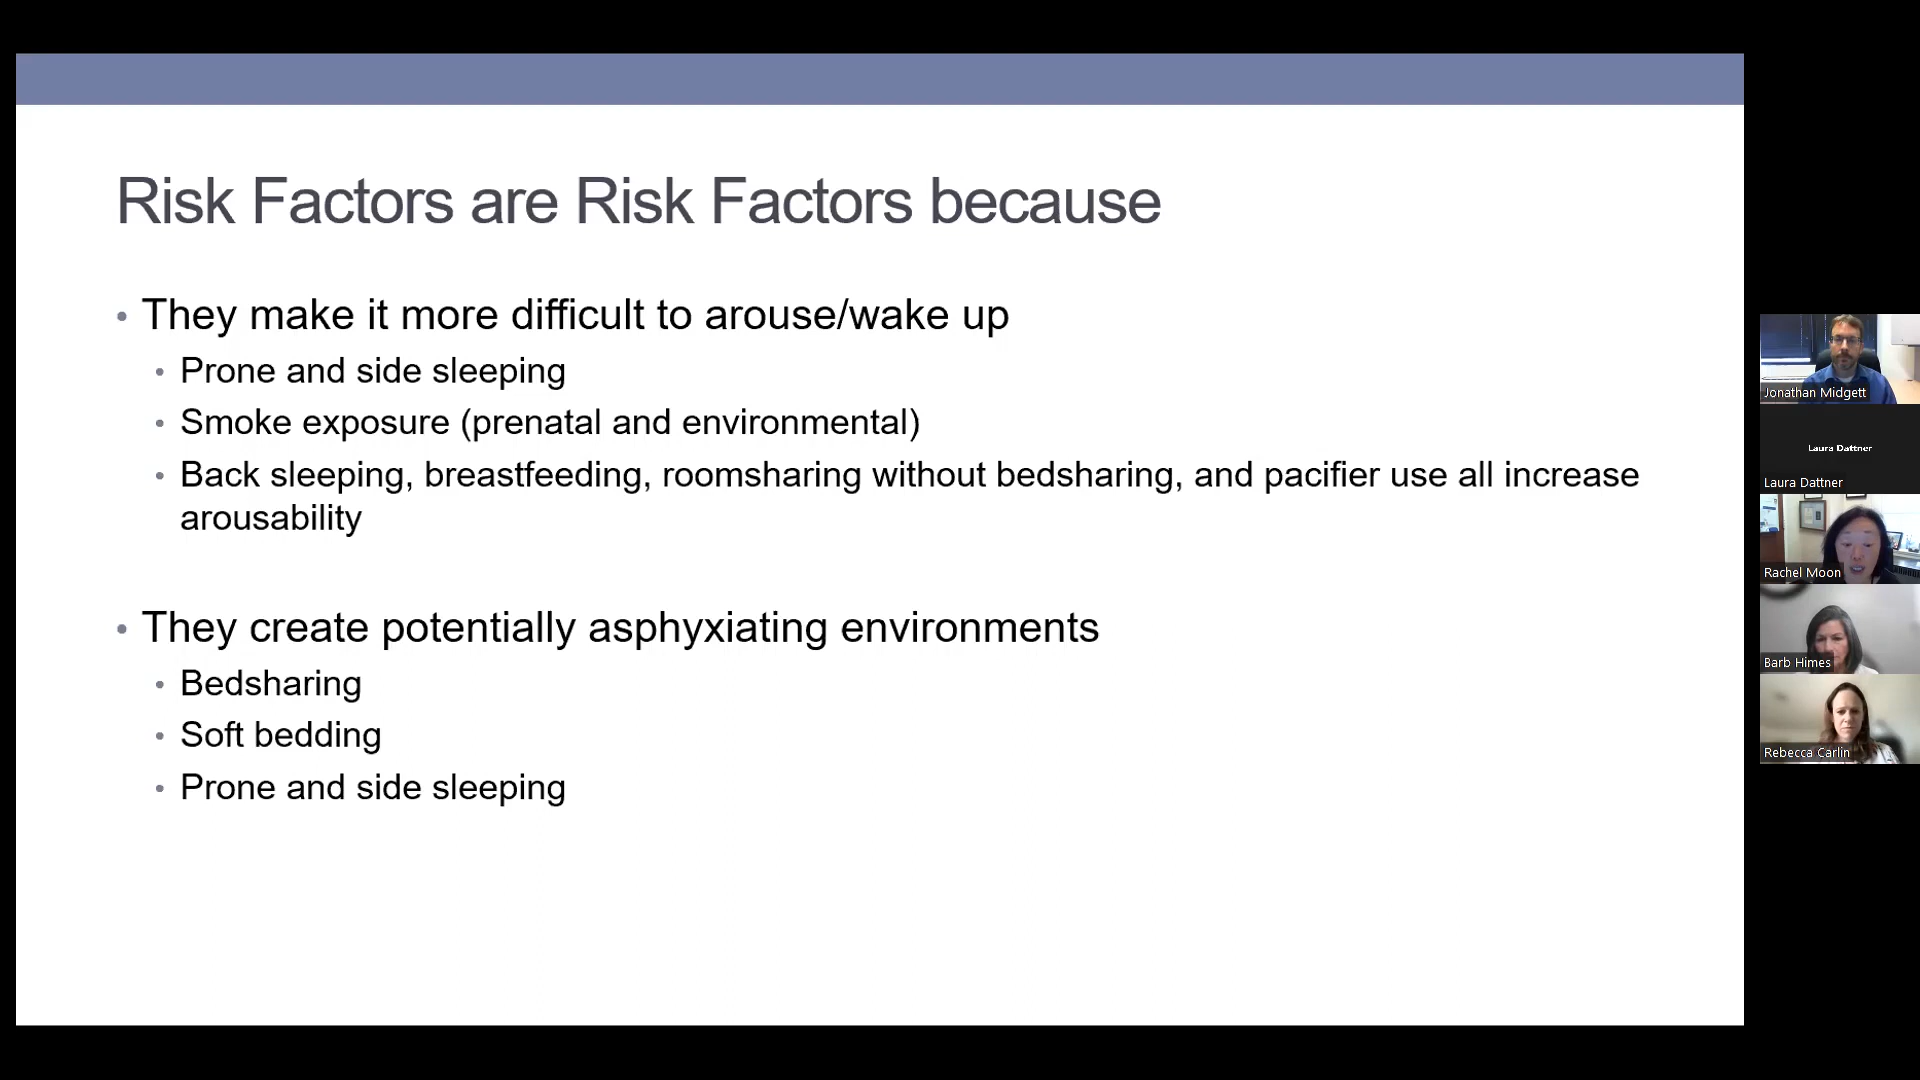 Risk Factors are Risk Factors because
• They make it more difficult to arouse/wake up
• Prone and side sleeping
• Smoke exposure (prenatal and environmental)
• Back sleeping, breastfeeding, roomsharing without bedsharing, and pacifier use all increase
arousability
• They create potentially asphyxiating environments
• Bedsharing
• Soft bedding
• Prone and side sleeping
Jonathan Midgett
Laura Dattner
Laura Dattner
Rachel Moon
Barb Himes
Rebecca Carlin